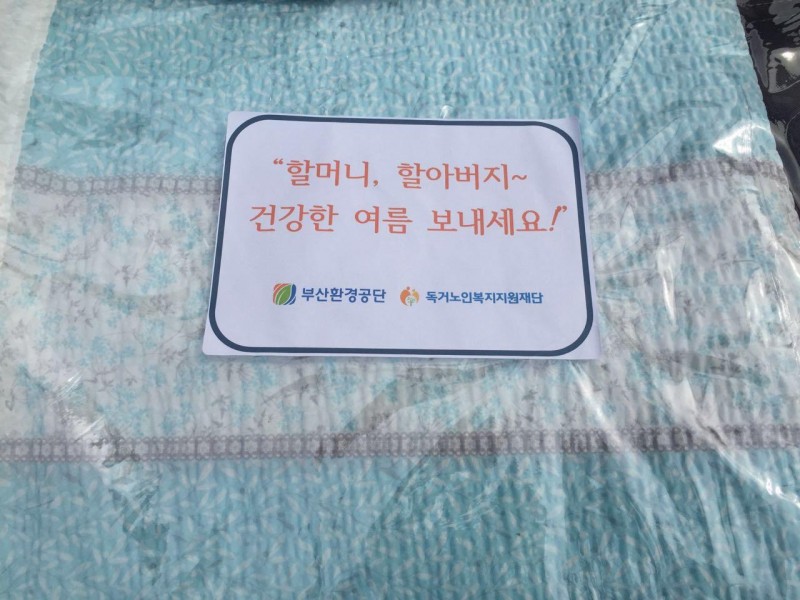 “할머니, 할아버지~
건강한 여름 보내세요!”
부산환경공단 독거노인복지지원재단